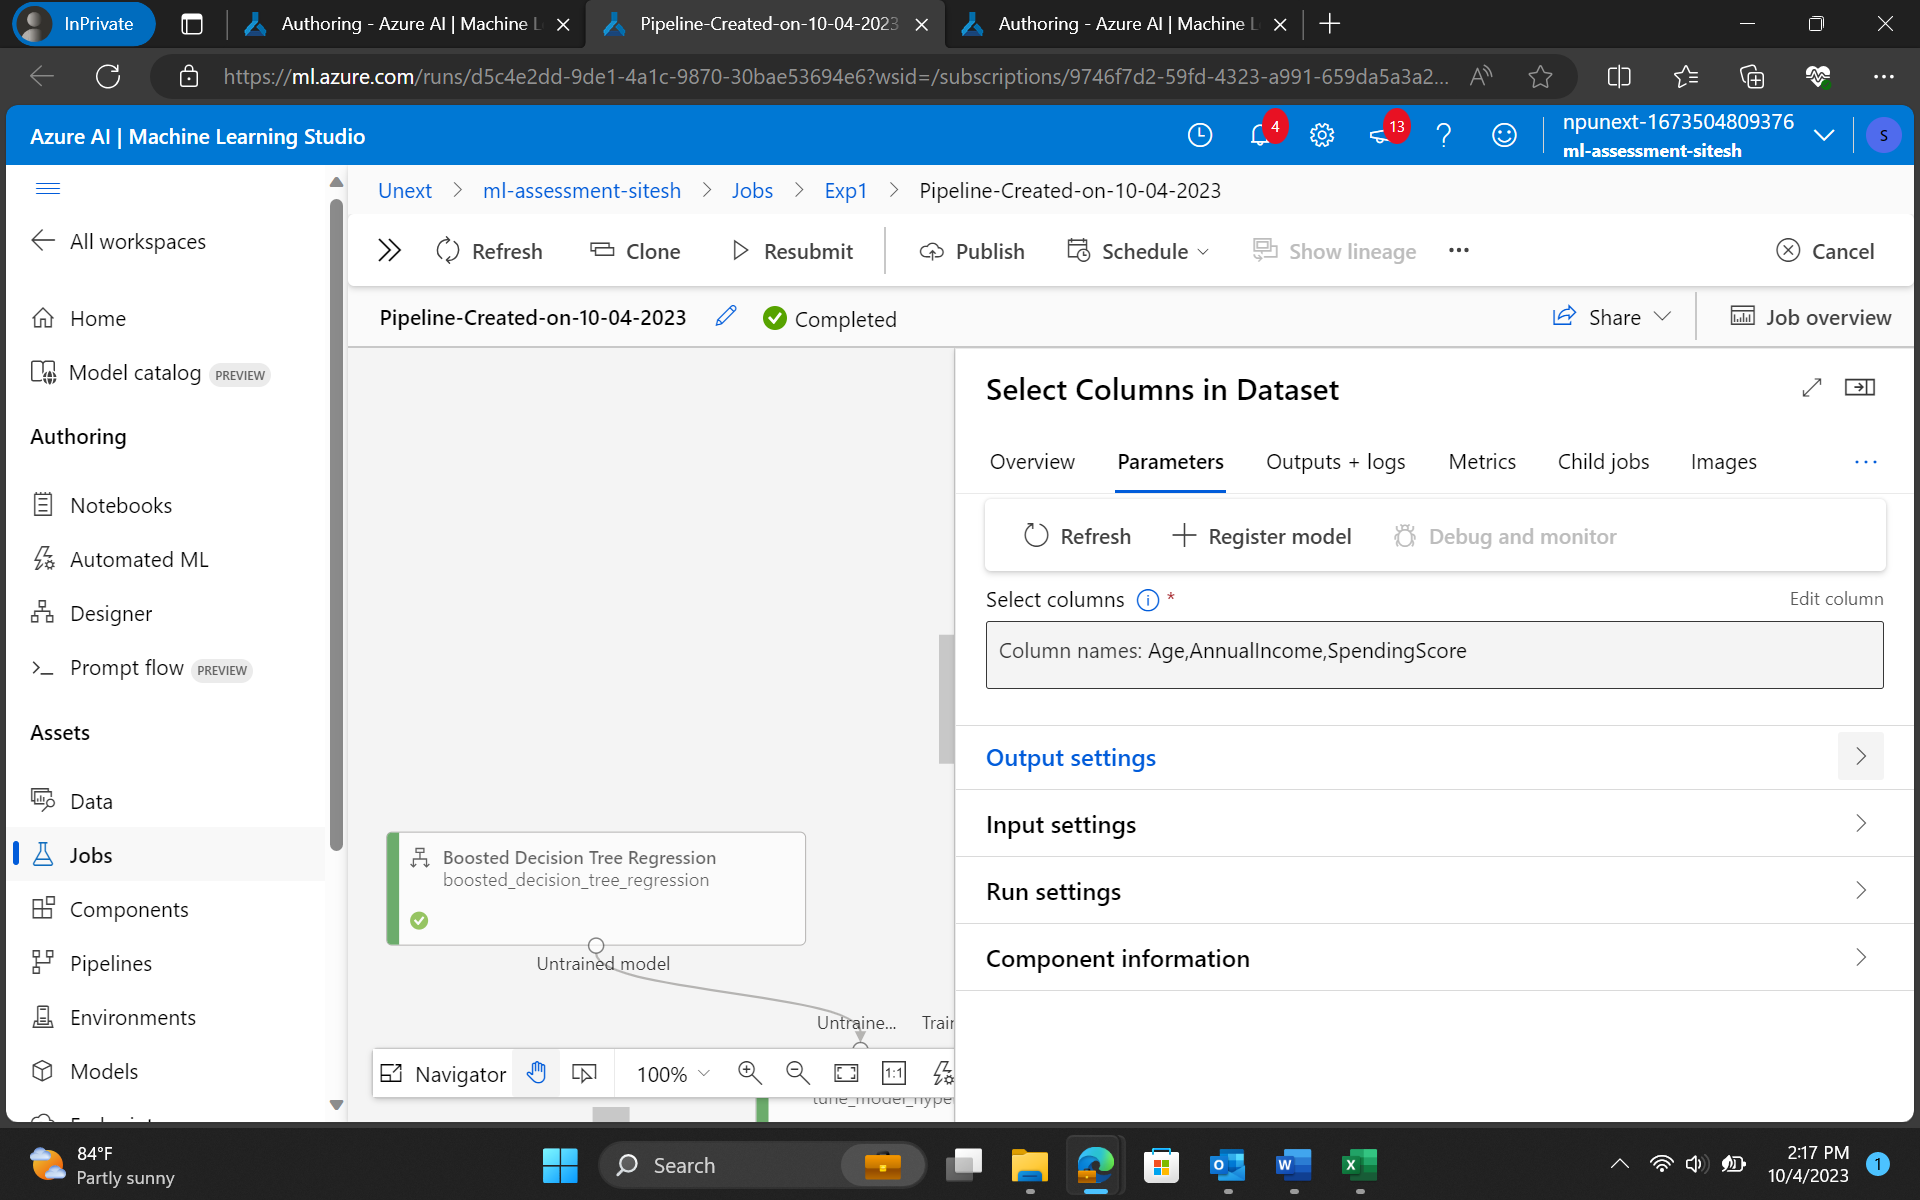 InPrivate
Authoring - Azure AI | Machine L
Pipeline-Created-on-10-04-2023
Authoring - Azure AI | Machine L
https://ml.azure.com/runs/d5c4e2dd-9de1-4a1c-9870-30bae53694e6?wsid=/subscriptions/9746f7d2-59fd-4323-a991-659da5a3a2...
Azure AI | Machine Learning Studio
4
13
npunext-1673504809376
ml-assessment-sitesh
S
Unext > ml-assessment-sitesh > Jobs > Exp1 > Pipeline-Created-on-10-04-2023
All workspaces
Refresh
Clone
Resubmit
Publish
Schedule
Show lineage
Cancel
Pipeline-Created-on-10-04-2023
Completed
Share
Job overview
Home
Model catalog PREVIEW
Authoring
Notebooks
Automated ML
Designer
Prompt flow PREVIEW
Assets
Data
Jobs
Components
Pipelines
Environments
Models
Select Columns in Dataset
Overview
Parameters
Outputs + logs
Metrics
Child jobs
Images
Refresh
Register model
Debug and monitor
Select columns *
Edit column
Column names: Age,AnnualIncome,SpendingScore
Output settings
Input settings
Run settings
Component information
Boosted Decision Tree Regression
boosted_decision_tree_regression
Untrained model
Untraine...
Train
Navigator
100%
1:1
tune_model_hype
84°F
Partly sunny
Search
2:17 PM
10/4/2023
1